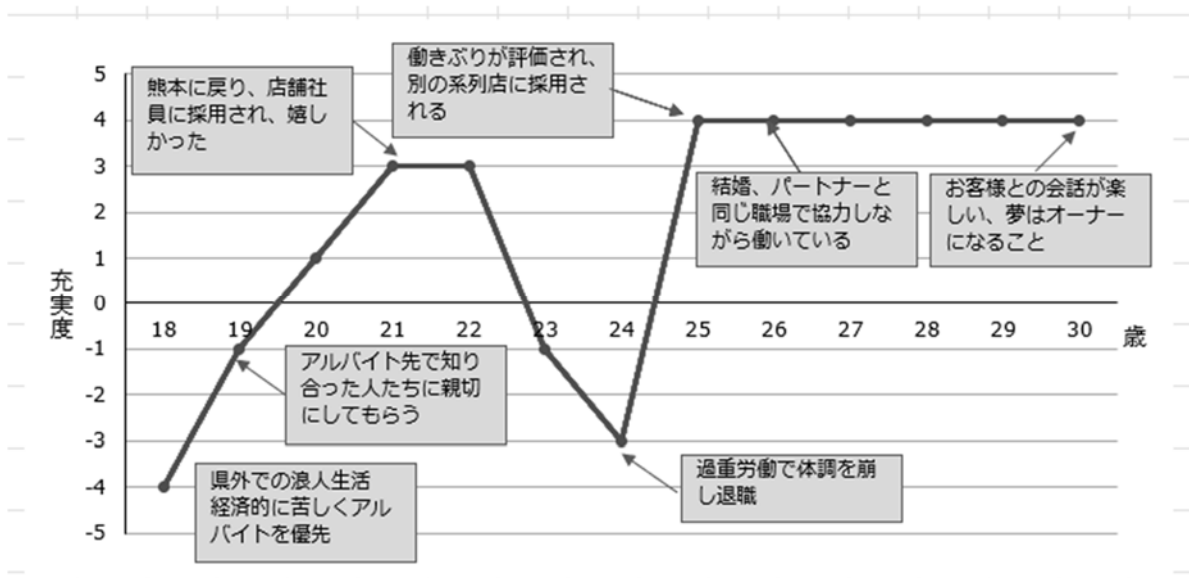 働きぶりが評価され、
別の系列店に採用さ
れる
熊本に戻り、店舗社
員に採用され、嬉し
かった
5
4
3
2
1
0
-1
-2
-3
-4
-5
充実度
結婚、パートナーと
同じ職場で協力しな
がら働いている
お客様との会話が楽
しい、夢はオーナー
になること
18 19 20 21 22 23 24 25 26 27 28 29 30 歳
アルバイト先で知り
合った人たちに親切
にしてもらう
県外での浪人生活
経済的に苦しくアル
バイトを優先
過重労働で体調を崩
し退職